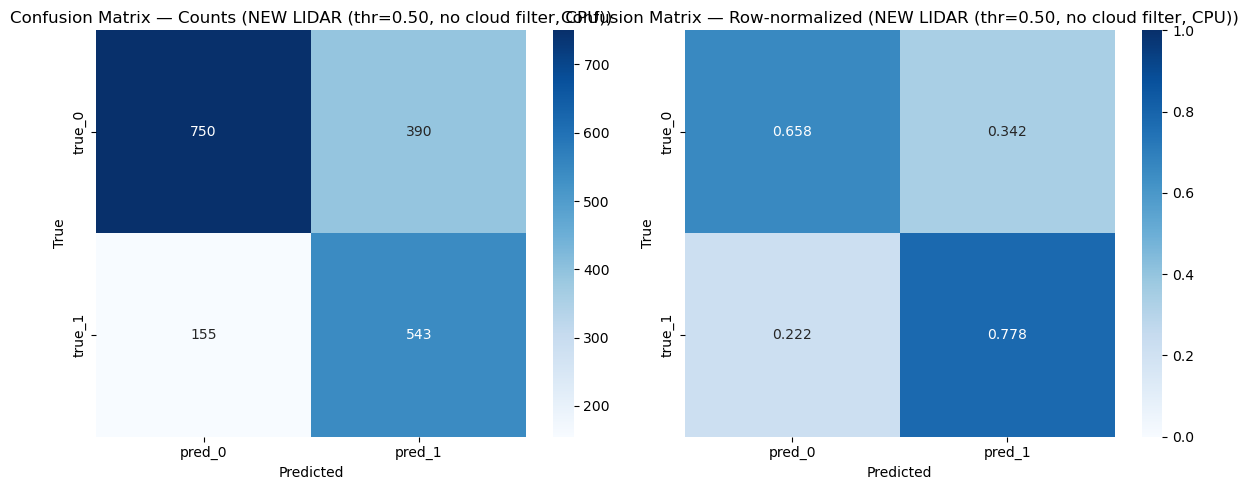 Confusion Matrix — Counts (NEW LIDAR (thr=0.50, no cloud filter, CPU))
Confusion Matrix — Row-normalized (NEW LIDAR (thr=0.50, no cloud filter, CPU))
true_0
750
390
true_1
155
543
True
pred_0
pred_1
Predicted
700
600
500
400
300
200
true_0
0.658
0.342
true_1
0.222
0.778
True
pred_0
pred_1
Predicted
1.0
0.8
0.6
0.4
0.2
0.0